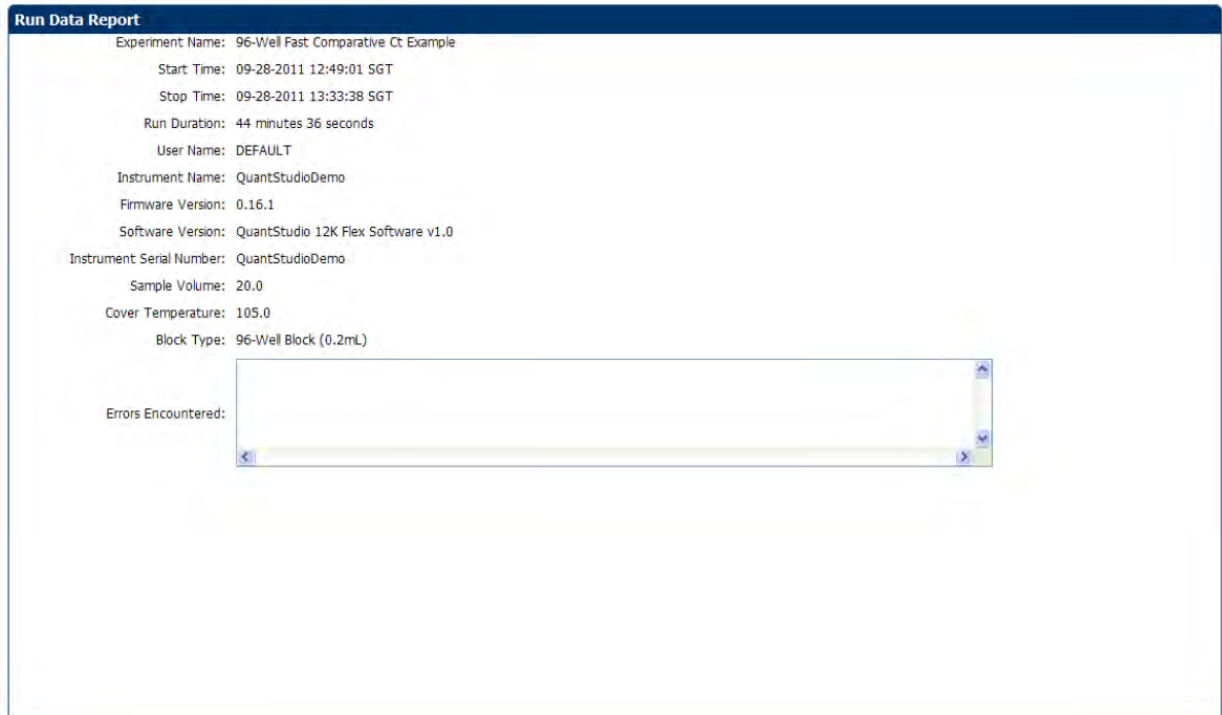 Run Data Report
Experiment Name: 96-Well Fast Comparative Ct Example
Start Time: 09-28-2011 12:49:01 SGT
Stop Time: 09-28-2011 13:33:38 SGT
Run Duration: 44 minutes 36 seconds
User Name: DEFAULT
Instrument Name: QuantStudioDemo
Firmware Version: 0.16.1
Software Version: QuantStudio 12K Flex Software v1.0
Instrument Serial Number: QuantStudioDemo
Sample Volume: 20.0
Cover Temperature: 105.0
Block Type: 96-Well Block (0.2mL)
Errors Encountered: